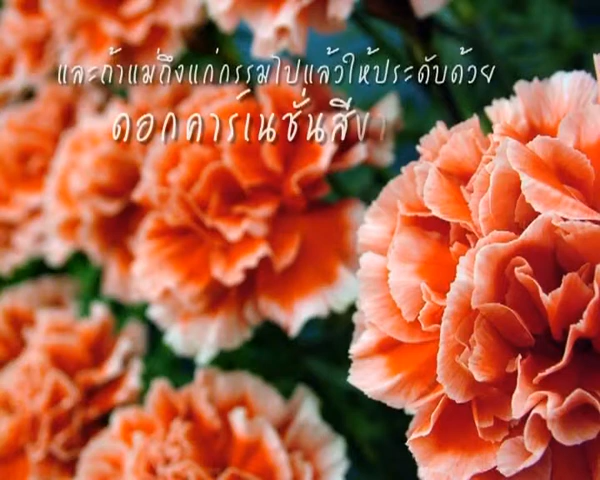 และถ้าแม่ถึงแก่กรรมไปแล้วให้ประดับด้วย
ดอกคาร์เนชั่นสีขา